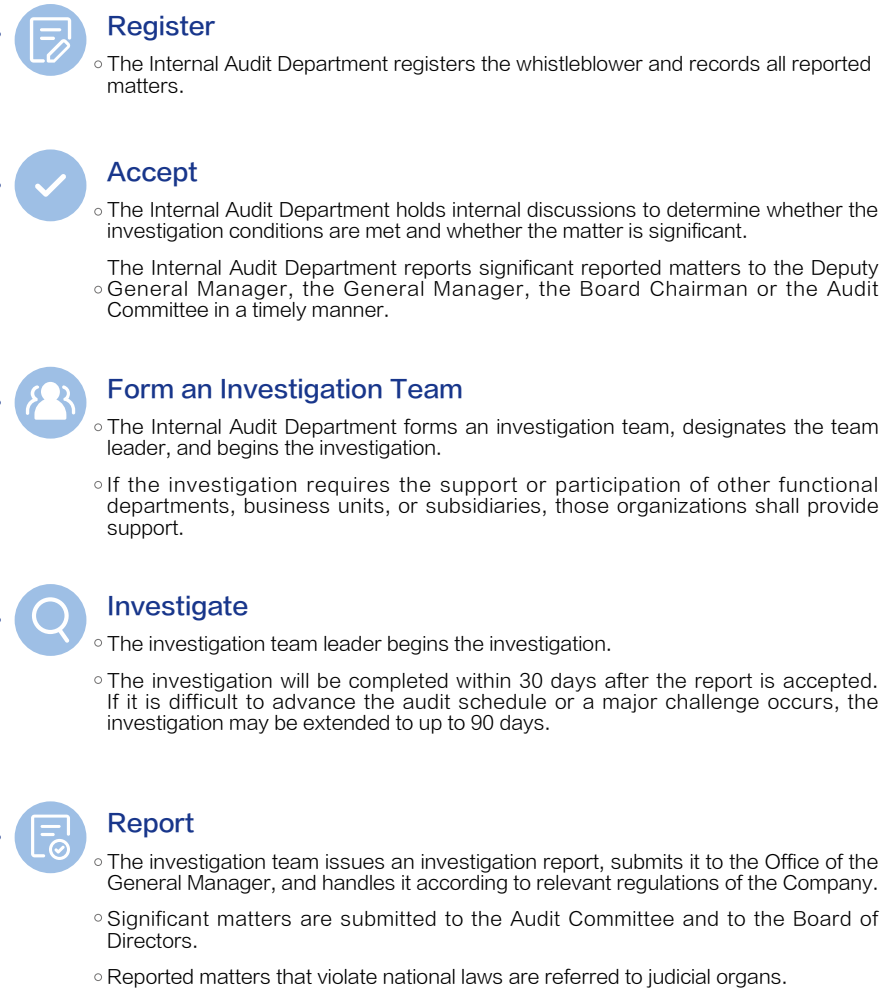 Register
◦ The Internal Audit Department registers the whistleblower and records all reported
matters.
Accept
◦ The Internal Audit Department holds internal discussions to determine whether the
investigation conditions are met and whether the matter is significant.
The Internal Audit Department reports significant reported matters to the Deputy
◦ General Manager, the General Manager, the Board Chairman or the Audit
Committee in a timely manner.
Form an Investigation Team
◦ The Internal Audit Department forms an investigation team, designates the team
leader, and begins the investigation.
◦ If the investigation requires the support or participation of other functional
departments, business units, or subsidiaries, those organizations shall provide
support.
Investigate
◦ The investigation team leader begins the investigation.
◦ The investigation will be completed within 30 days after the report is accepted.
If it is difficult to advance the audit schedule or a major challenge occurs, the
investigation may be extended to up to 90 days.
Report
◦ The investigation team issues an investigation report, submits it to the Office of the
General Manager, and handles it according to relevant regulations of the Company.
◦ Significant matters are submitted to the Audit Committee and to the Board of
Directors.
◦ Reported matters that violate national laws are referred to judicial organs.